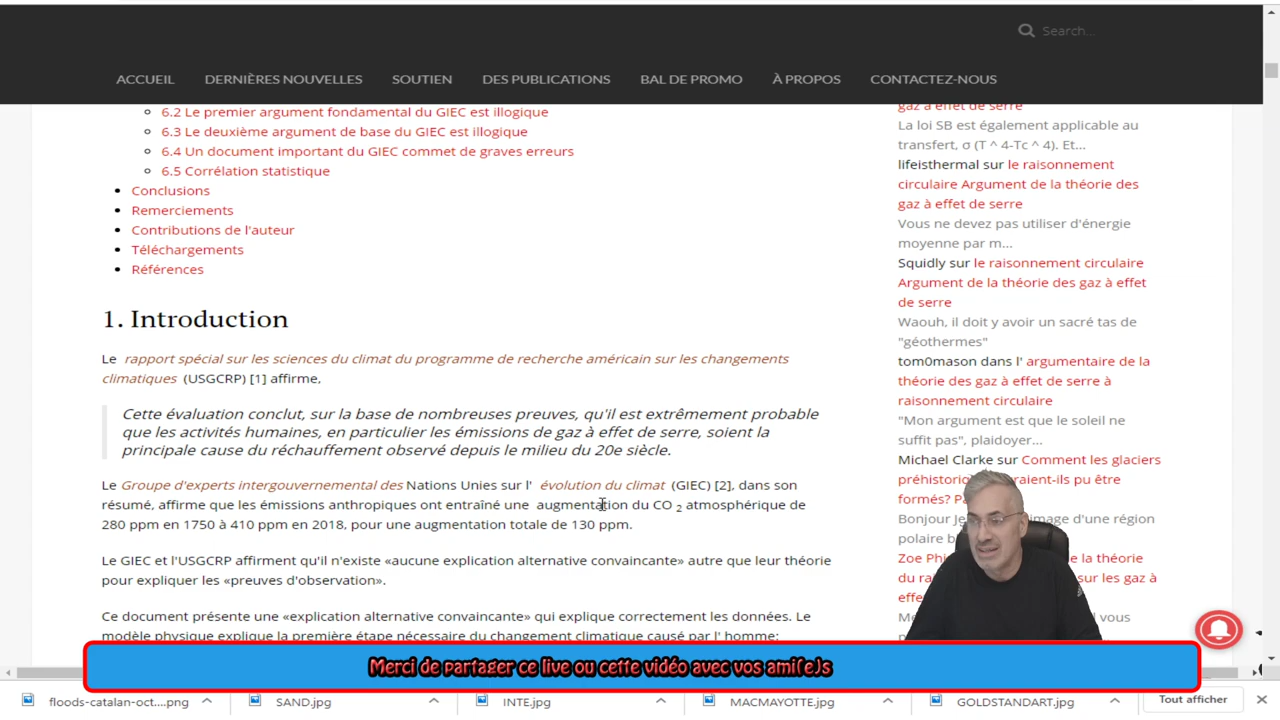 Search...
ACCUEIL DERNIÈRES NOUVELLES SOUTIEN DES PUBLICATIONS BAL DE PROMO À PROPOS CONTACTEZ-NOUS
6.2 Le premier argument fondamental du GIEC est illogique
6.3 Le deuxième argument de base du GIEC est illogique
6.4 Un document important du GIEC commet de graves erreurs
6.5 Corrélation statistique
Conclusions
Remerciements
Contributions de l'auteur
Téléchargements
Références
1. Introduction
Le rapport spécial sur les sciences du climat du programme de recherche américain sur les changements
climatiques (USGCRP) [1] affirme,
Cette évaluation conclut, sur la base de nombreuses preuves, qu'il est extrêmement probable
que les activités humaines, en particulier les émissions de gaz à effet de serre, soient la
principale cause du réchauffement observé depuis le milieu du 20e siècle.
Le Groupe d'experts intergouvernemental des Nations Unies sur l' évolution du climat (GIEC) [2], dans son
résumé, affirme que les émissions anthropiques ont entraîné une augmentation du CO 2 atmosphérique de
280 ppm en 1750 à 410 ppm en 2018, pour une augmentation totale de 130 ppm.
Le GIEC et l'USGCRP affirment qu'il n'existe «aucune explication alternative convaincante» autre que leur théorie
pour expliquer les «preuves d'observation».
Ce document présente une «explication alternative convaincante» qui explique correctement les données. Le
modèle physique explique la première étape nécessaire du changement climatique causé par l' homme:
gaz à effet de serre
La loi SB est également applicable au
transfert, σ (T ^ 4-Tc ^ 4). Et...
lifeisthermal sur le raisonnement
circulaire Argument de la théorie des
gaz à effet de serre
Vous ne devez pas utiliser d'énergie
moyenne par m...
Squidly sur le raisonnement circulaire
Argument de la théorie des gaz à effet
de serre
Waouh, il doit y avoir un sacré tas de
"géothermes"
tom0mason dans l' argumentaire de la
théorie des gaz à effet de serre à
raisonnement circulaire
"Mon argument est que le soleil ne
suffit pas", plaidoyer...
Michael Clarke sur Comment les glaciers
pu être
formés?
Bonjour image d'une région
polaire
Zoe de la théorie
du sur les gaz à
vous
Merci de partager ce live ou cette vidéo avec vos ami(e)s
floods-catalan-oct....png SAND.jpg INTE.jpg MACMAYOTTE.jpg GOLDSTANDART.jpg Tout afficher